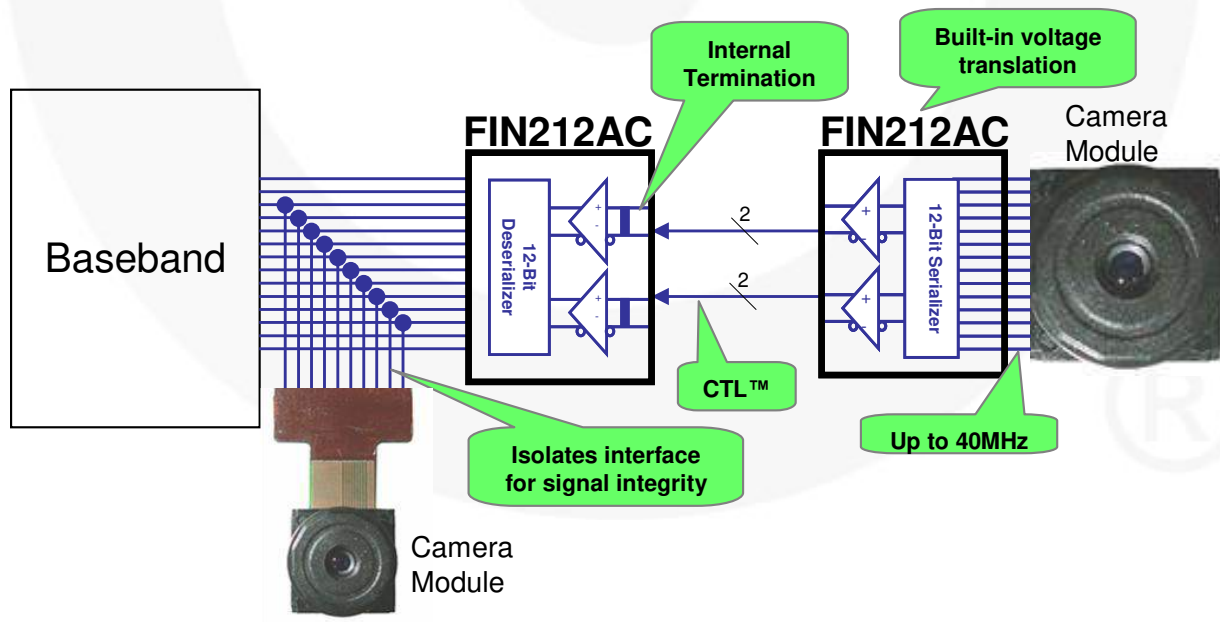 Internal
Termination
Built-in voltage
translation
FIN212AC
FIN212AC
Camera
Module
Baseband
12-Bit
Deserializer
+
-
+
-
2
2
+
-
+
-
12-Bit Serializer
CTL™
Up to 40MHz
Isolates interface
for signal integrity
Camera
Module
®